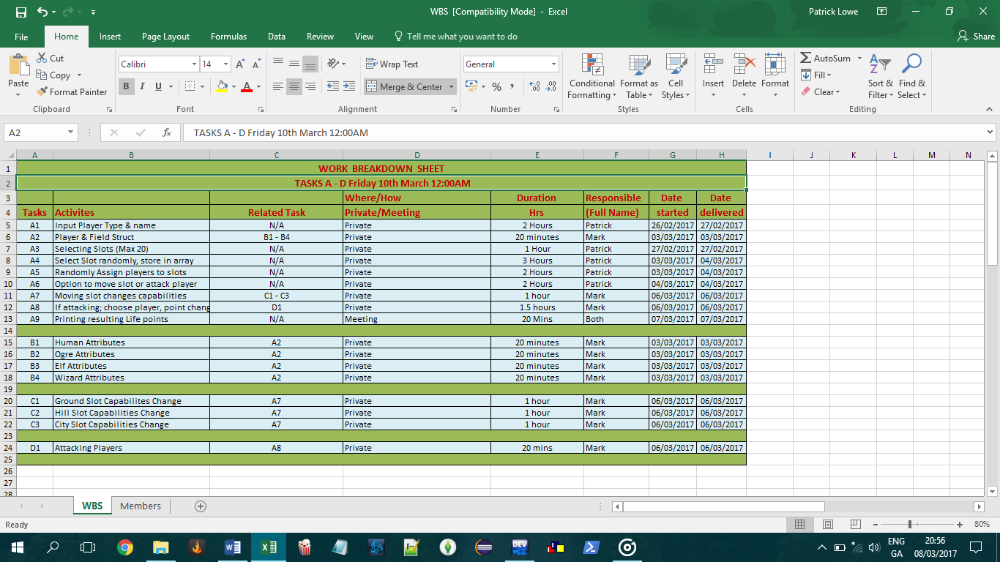 WBS [Compatibility Mode] - Excel
Patrick Lowe
File Home Insert Page Layout Formulas Data Review View Tell me what you want to do Share
Paste
Cut
Copy
Format Painter
Clipboard
Calibri 14 A A
B I U A
Font
Wrap Text
Merge & Center
Alignment
General
% , .00
Number
Conditional Formatting
Format as Table
Cell Styles
Styles
Insert Delete Format
Cells
AutoSum
Fill
Clear
Sort & Filter
Find & Select
Editing
A2 fx TASKS A - D Friday 10th March 12:00AM
A B C D E F G H I J K L M N
1 WORK BREAKDOWN SHEET
2 TASKS A - D Friday 10th March 12:00AM
3 Where/How Duration Responsible Date Date
4 Tasks Activites Related Task Private/Meeting Hrs (Full Name) started delivered
5 A1 Input Player Type & name N/A Private 2 Hours Patrick 26/02/2017 27/02/2017
6 A2 Player & Field Struct B1 - B4 Private 20 minutes Mark 03/03/2017 03/03/2017
7 A3 Selecting Slots (Max 20) N/A Private 1 Hour Patrick 27/02/2017 27/02/2017
8 A4 Select Slot randomly, store in array N/A Private 3 Hours Patrick 03/03/2017 04/03/2017
9 A5 Randomly Assign players to slots N/A Private 2 Hours Patrick 03/03/2017 04/03/2017
10 A6 Option to move slot or attack player N/A Private 2 Hours Patrick 04/03/2017 04/03/2017
11 A7 Moving slot changes capabilities C1 - C3 Private 1 hour Mark 06/03/2017 06/03/2017
12 A8 If attacking; choose player, point chang D1 Private 1.5 hours Mark 06/03/2017 06/03/2017
13 A9 Printing resulting Life points N/A Meeting 20 Mins Both 07/03/2017 07/03/2017
14
15 B1 Human Attributes A2 Private 20 minutes Mark 03/03/2017 03/03/2017
16 B2 Ogre Attributes A2 Private 20 minutes Mark 03/03/2017 03/03/2017
17 B3 Elf Attributes A2 Private 20 minutes Mark 03/03/2017 03/03/2017
18 B4 Wizard Attributes A2 Private 20 minutes Mark 03/03/2017 03/03/2017
19
20 C1 Ground Slot Capabilites Change A7 Private 1 hour Mark 06/03/2017 06/03/2017
21 C2 Hill Slot Capabilities Change A7 Private 1 hour Mark 06/03/2017 06/03/2017
22 C3 City Slot Capabilities Change A7 Private 1 hour Mark 06/03/2017 06/03/2017
23
24 D1 Attacking Players A8 Private 20 mins Mark 06/03/2017 06/03/2017
25
26
27
28
WBS Members
Ready 80%
DEV
ENG 20:56
GA 08/03/2017